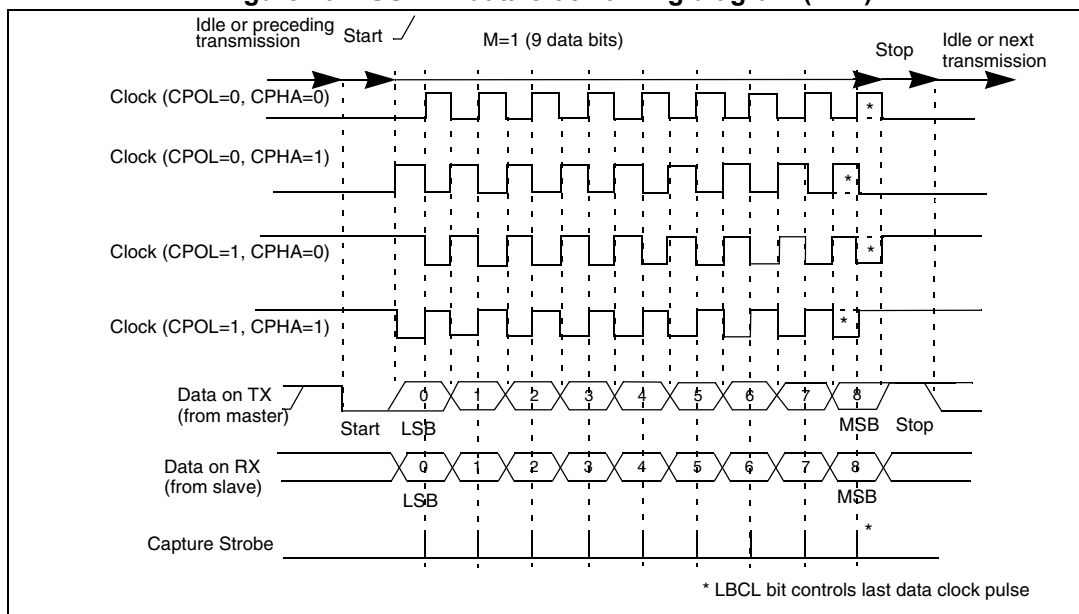 Idle or preceding
transmission
Start
M=1 (9 data bits)
Stop
Idle or next
transmission
Clock (CPOL=0, CPHA=0)
*
Clock (CPOL=0, CPHA=1)
*
Clock (CPOL=1, CPHA=0)
*
Clock (CPOL=1, CPHA=1)
*
Data on TX
(from master)
0 1 2 3 4 5 6 7 8
Start LSB MSB Stop
Data on RX
(from slave)
0 1 2 3 4 5 6 7 8
LSB MSB
*
Capture Strobe
* LBCL bit controls last data clock pulse